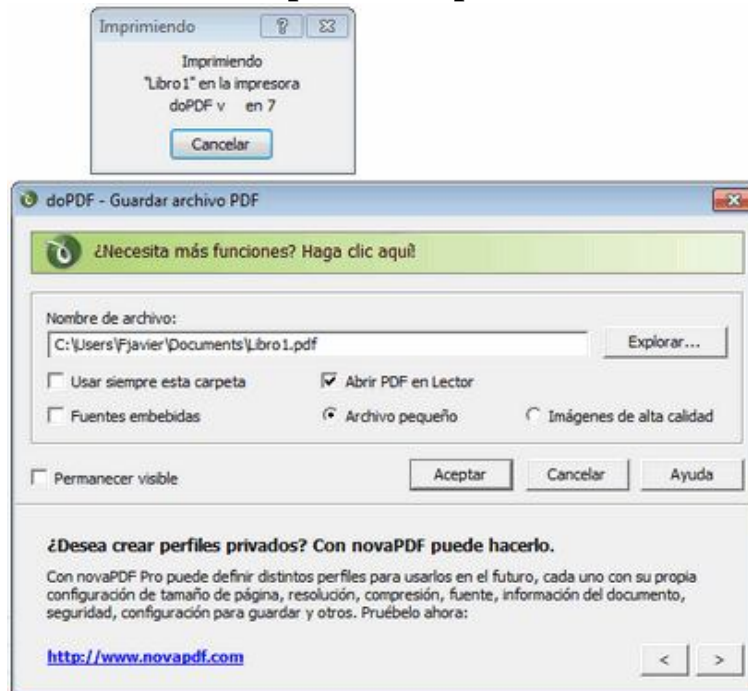 Imprimiendo
Imprimiendo
"Libro1" en la impresora
doPDF v en 7
Cancelar
doPDF - Guardar archivo PDF
¿Necesita más funciones? Haga clic aquí!
Nombre de archivo:
C:\Users\Fjavier\Documents\Libro1.pdf
Explorar...
Usar siempre esta carpeta
Abrir PDF en Lector
Fuentes embebidas
Archivo pequeño
Imágenes de alta calidad
Permanecer visible
Aceptar
Cancelar
Ayuda
¿Desea crear perfiles privados? Con novaPDF puede hacerlo.
Con novaPDF Pro puede definir distintos perfiles para usarlos en el futuro, cada uno con su propia
configuración de tamaño de página, resolución, compresión, fuente, información del documento,
seguridad, configuración para guardar y otros. Pruébelo ahora:
http://www.novapdf.com
< >